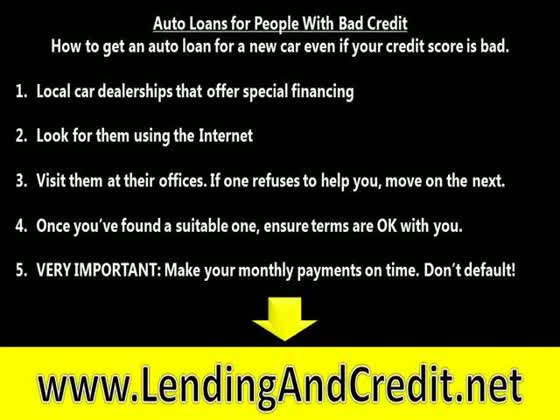 Auto Loans for People With Bad Credit
How to get an auto loan for a new car even if your credit score is bad.
1. Local car dealerships that offer special financing
2. Look for them using the Internet
3. Visit them at their offices. If one refuses to help you, move on the next.
4. Once you've found a suitable one, ensure terms are OK with you.
5. VERY IMPORTANT: Make your monthly payments on time. Don't default!
www.LendingAndCredit.net